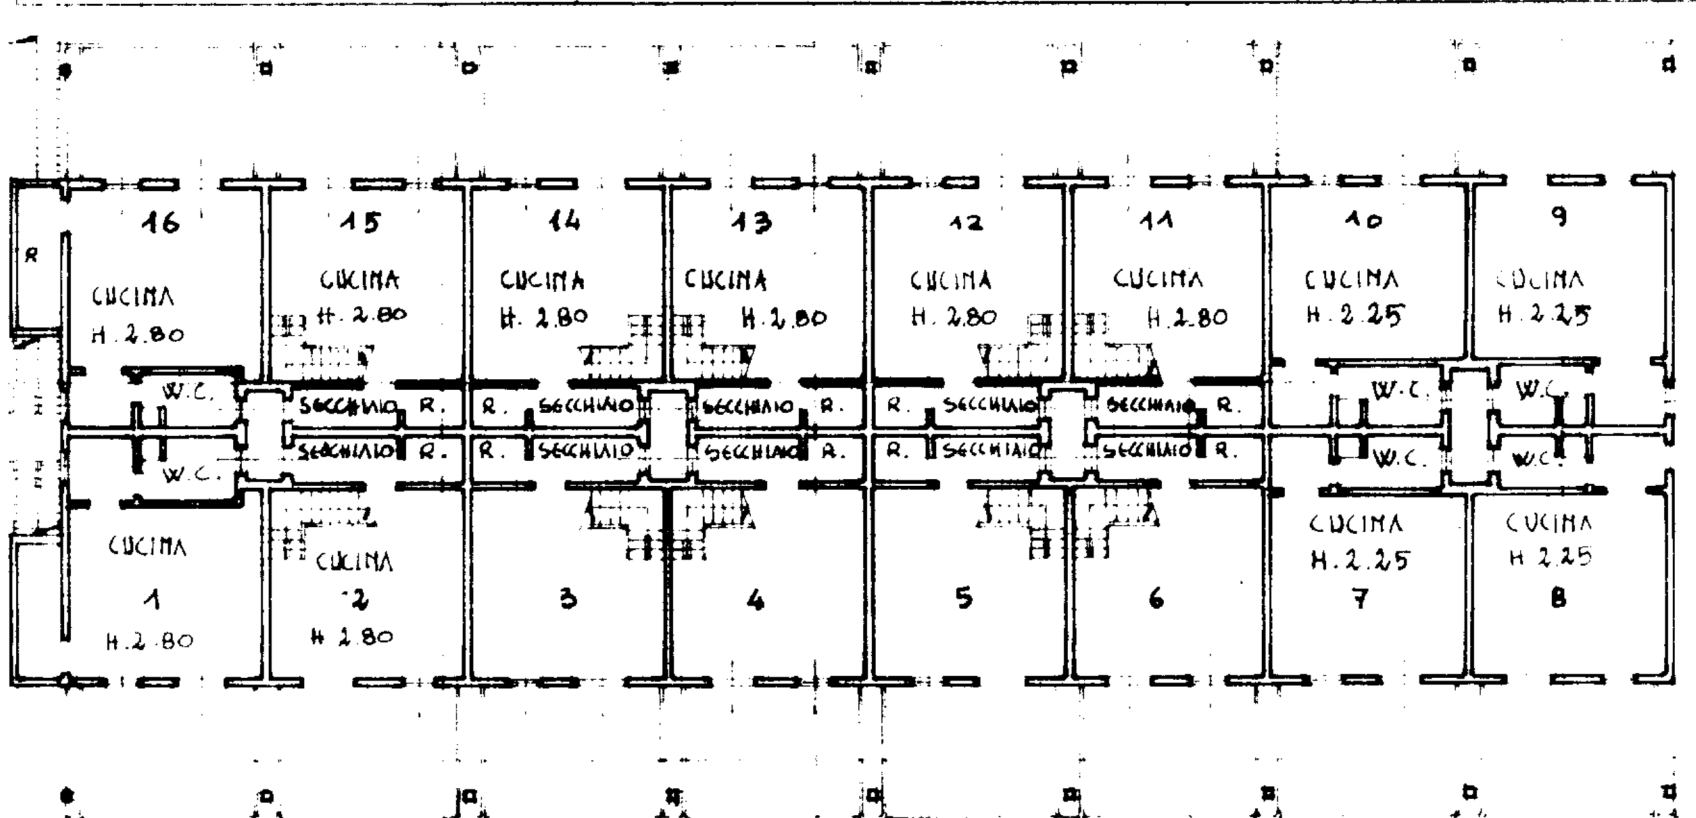 16 15 14 13 12 11 10 9
R
CUCINA CUCINA CUCINA CUCINA CUCINA CUCINA CUCINA CUCINA
H. 2.80 H. 2.80 H. 2.80 H. 2.80 H. 2.80 H. 2.80 H. 2.25 H. 2.25
W.C. SECCHIAIO R. R. SECCHIAIO SECCHIAIO R. R. SECCHIAIO SECCHIAIO R. W.C. W.C.
W.C. SECCHIAIO R. R. SECCHIAIO SECCHIAIO R. R. SECCHIAIO SECCHIAIO R. W.C. W.C.
CUCINA CUCINA CUCINA CUCINA
H. 2.25 H 2.25
1 2 3 4 5 6 7 8
H. 2.80 H 2.80